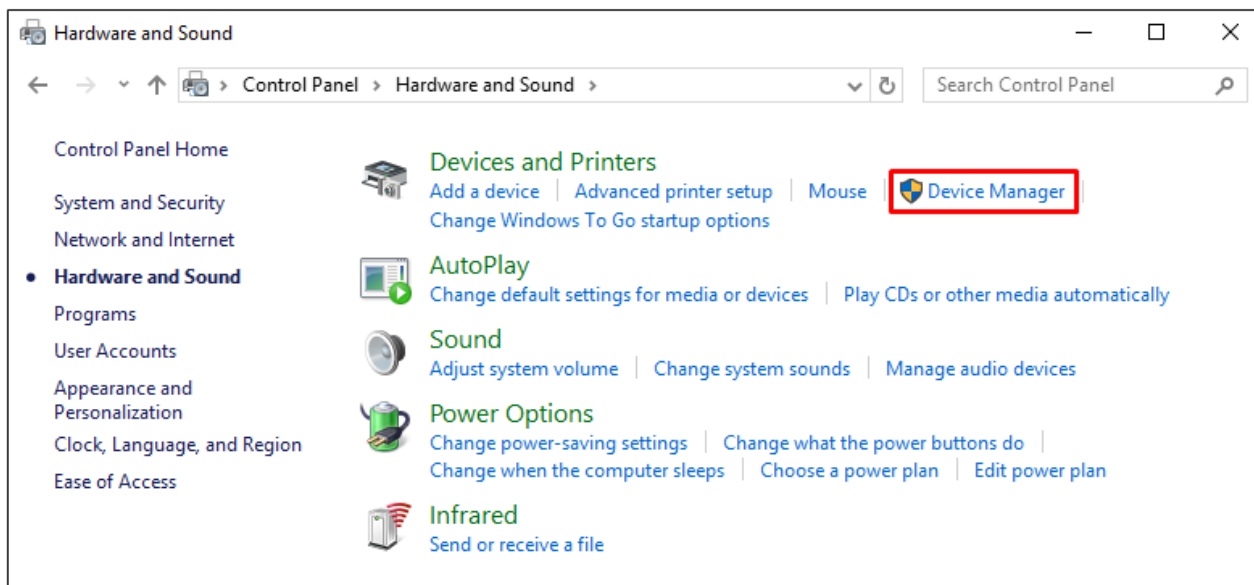 Hardware and Sound
Control Panel > Hardware and Sound >
Search Control Panel
Control Panel Home
System and Security
Network and Internet
Hardware and Sound
Programs
User Accounts
Appearance and
Personalization
Clock, Language, and Region
Ease of Access
Devices and Printers
Add a device | Advanced printer setup | Mouse | Device Manager |
Change Windows To Go startup options
AutoPlay
Change default settings for media or devices | Play CDs or other media automatically
Sound
Adjust system volume | Change system sounds | Manage audio devices
Power Options
Change power-saving settings | Change what the power buttons do |
Change when the computer sleeps | Choose a power plan | Edit power plan
Infrared
Send or receive a file